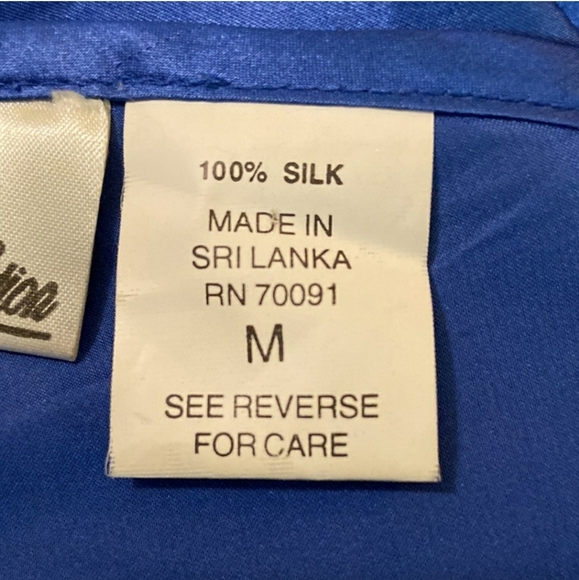 100% SILK
MADE IN
SRI LANKA
RN 70091
M
SEE REVERSE
FOR CARE